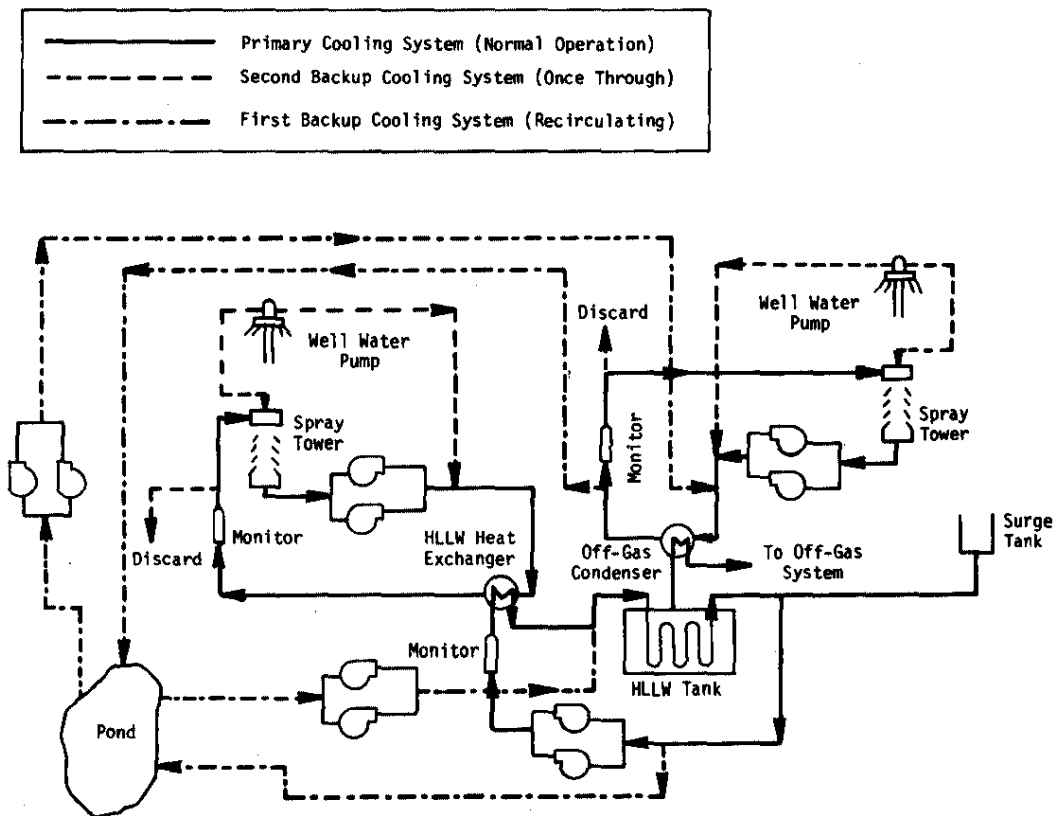 Primary Cooling System (Normal Operation)
Second Backup Cooling System (Once Through)
First Backup Cooling System (Recirculating)
Well Water
Pump
Discard
Well Water
Pump
Spray
Tower
Monitor
Spray
Tower
Monitor
Discard
HLLW Heat
Exchanger
Off-Gas
Condenser
To Off-Gas
System
Surge
Tank
Monitor
HLLW Tank
Pond